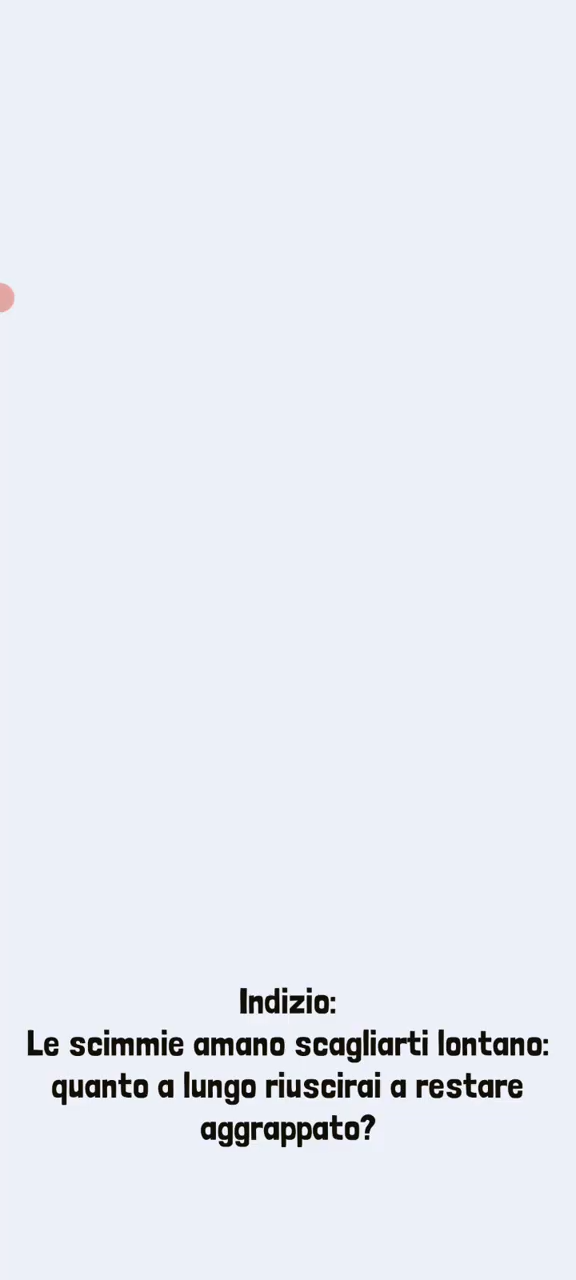 Indizio:
Le scimmie amano scagliarti lontano:
quanto a lungo riuscirai a restare
aggrappato?